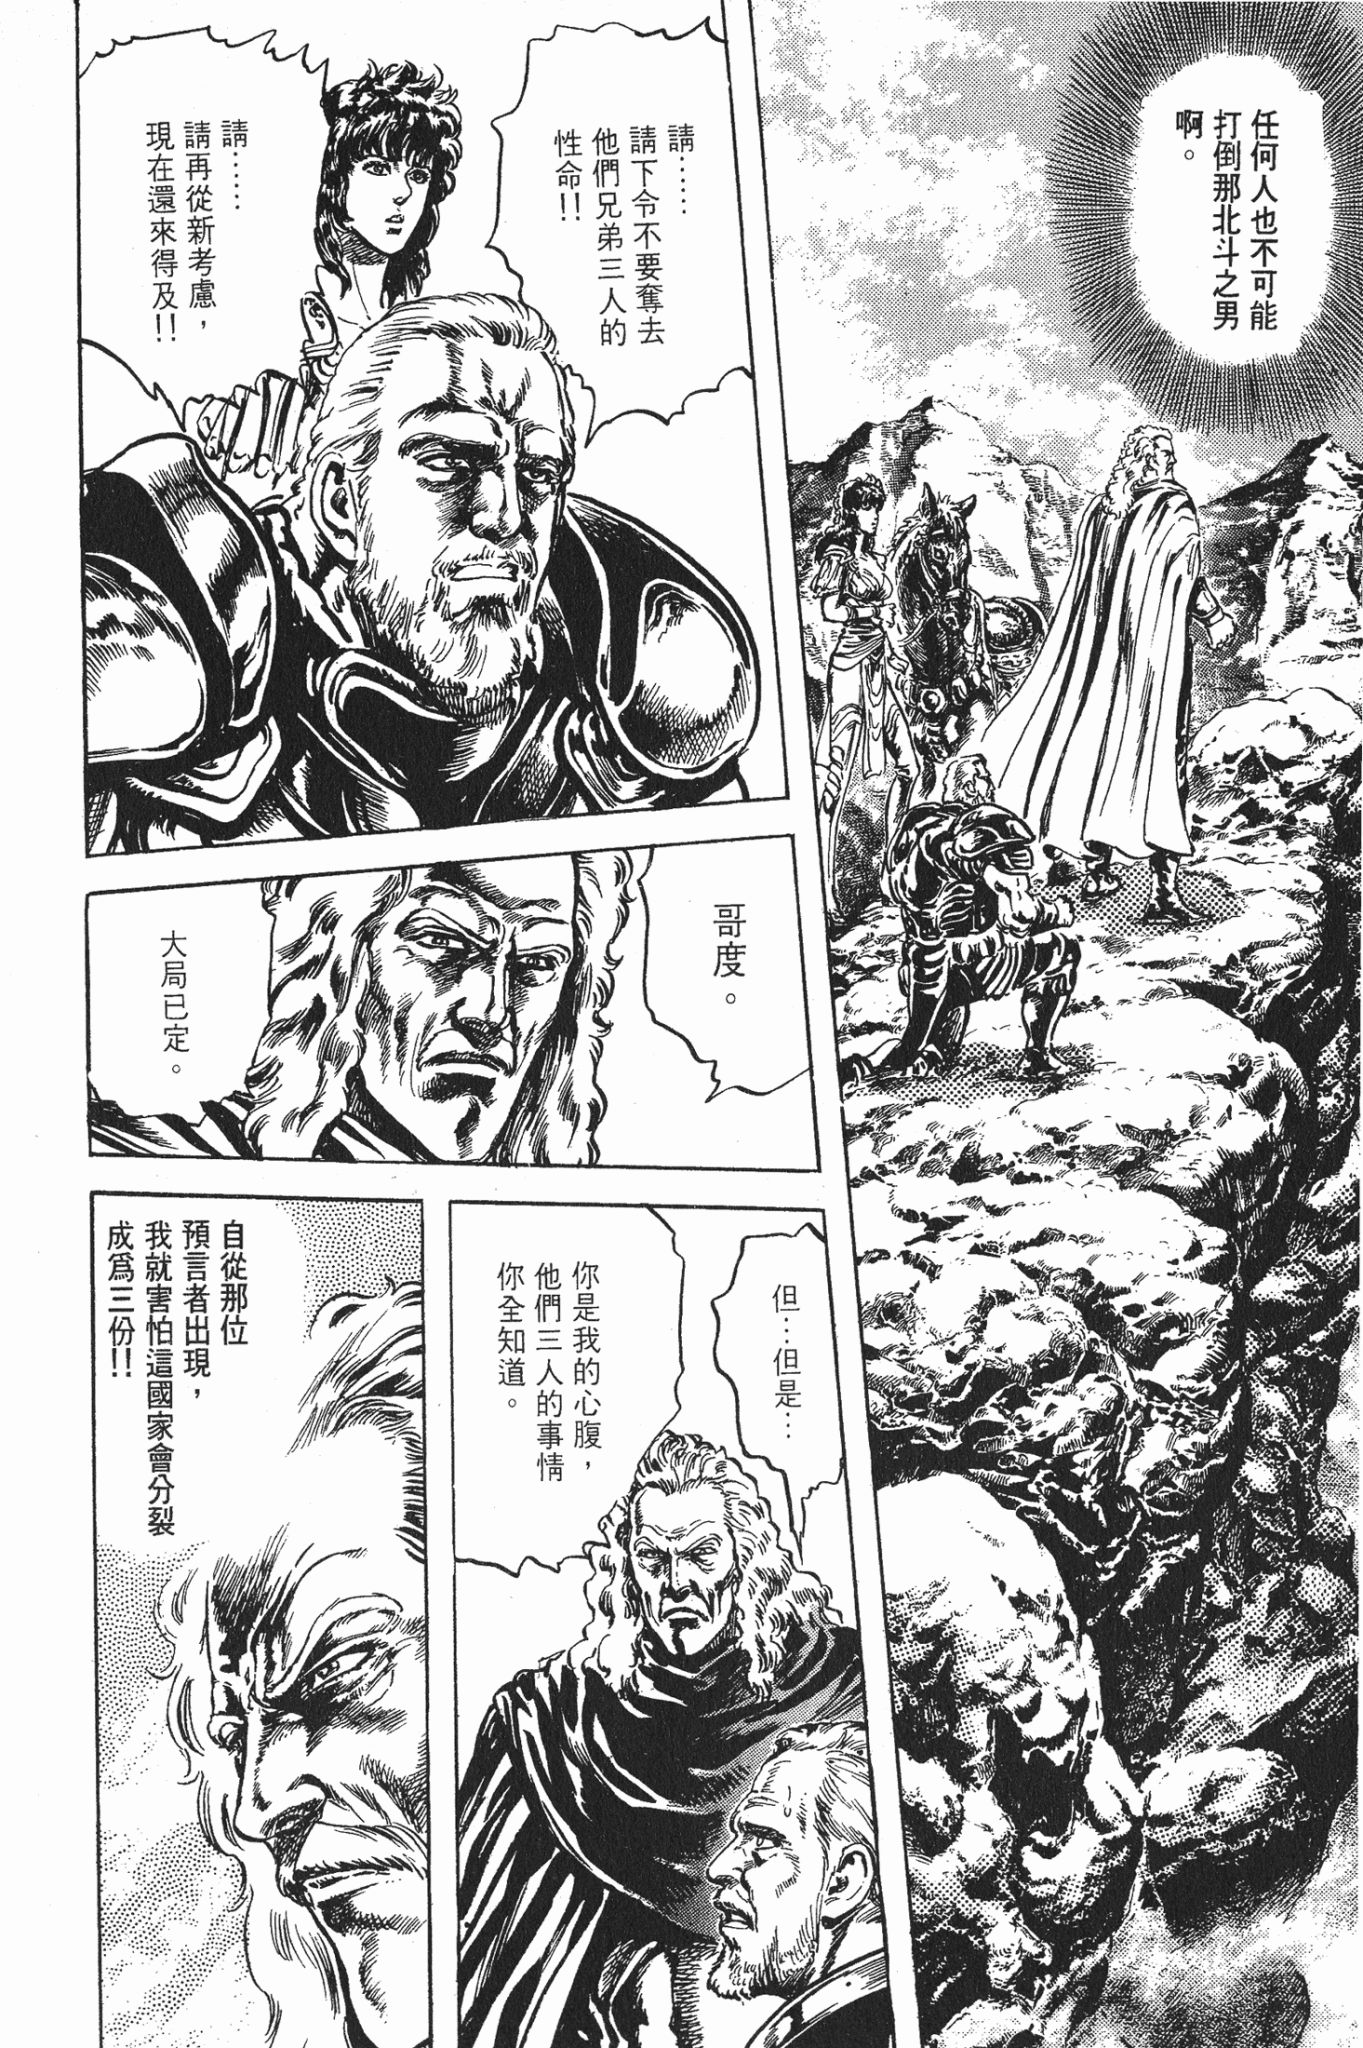 任何人也不可能
打倒那北斗之男
啊。
請……
請下令不要奪去
他們兄弟三人的
性命!!
請……
請再從新考慮，
現在還來得及!!
哥度。
大局已定。
但…但是…
你是我的心腹，
他們三人的事情
你全知道。
自從那位
預言者出現，
我就害怕這國家會分裂
成爲三份!!